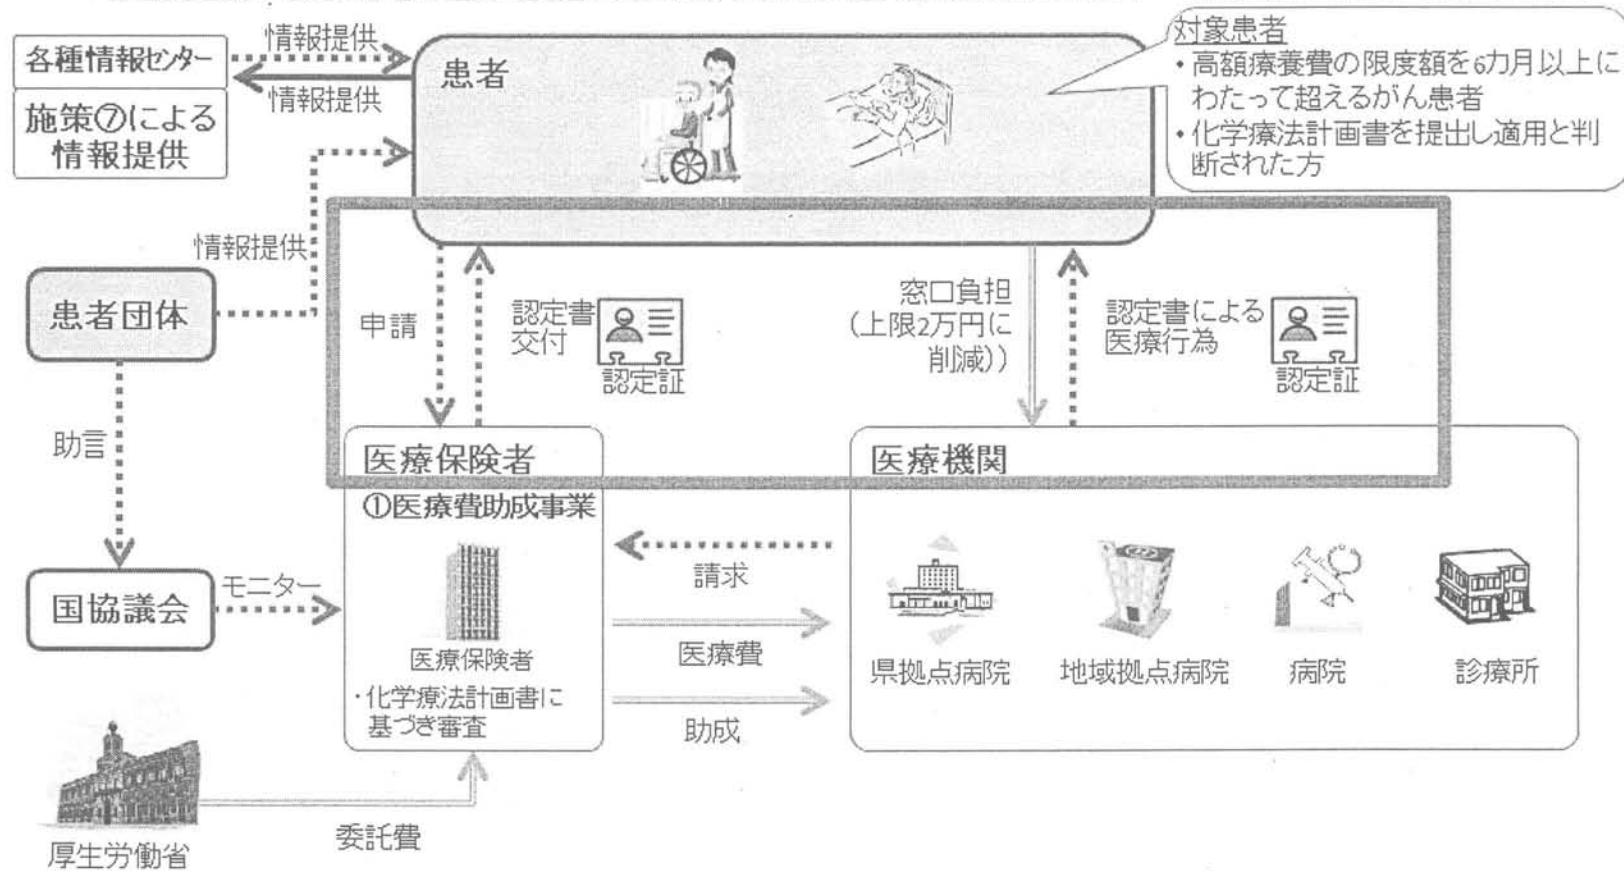 各種情報センター
情報提供
情報提供
施策⑦による
情報提供
患者
対象患者
・高額療養費の限度額を6カ月以上に
わたって超えるがん患者
・化学療法計画書を提出し適用と判
断された方
情報提供
患者団体
申請
認定書
交付
認定証
窓口負担
（上限2万円に
削減））
認定書による
医療行為
認定証
助言
医療保険者
①医療費助成事業
医療機関
国協議会
モニター
医療保険者
・化学療法計画書に
基づき審査
請求
医療費
助成
県拠点病院
地域拠点病院
病院
診療所
厚生労働省
委託費